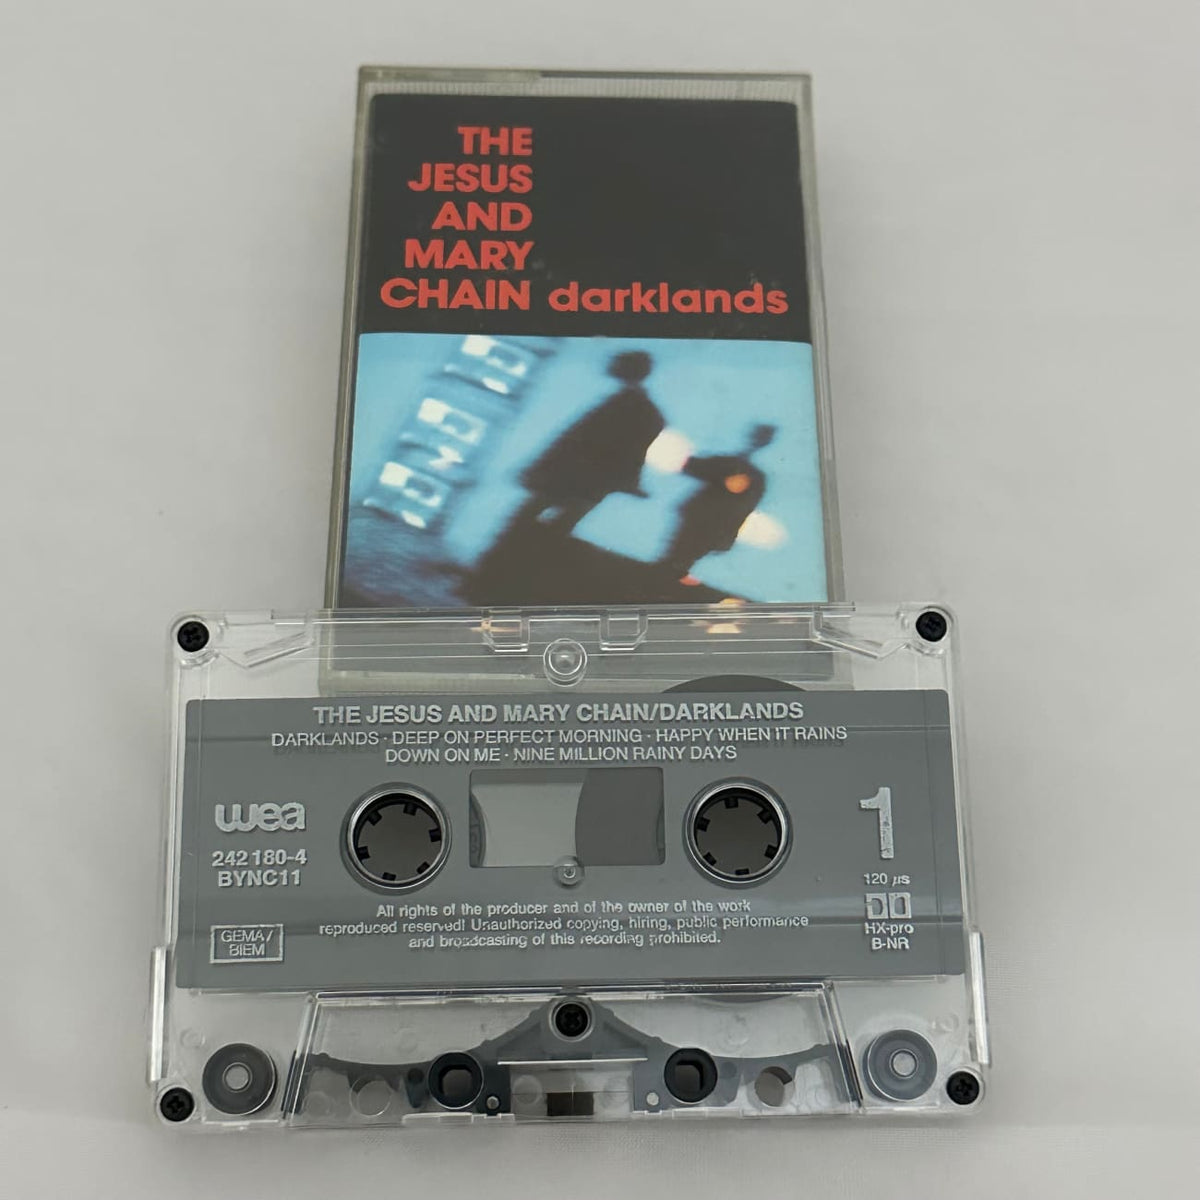 THE
JESUS
AND
MARY
CHAIN darklands
THE JESUS AND MARY CHAIN/DARKLANDS
DARKLANDS · DEEP ON PERFECT MORNING · HAPPY WHEN IT RAINS
DOWN ON ME · NINE MILLION RAINY DAYS
wea
242 180-4
BYNC11
GEMA/
BIEM
1
120 µs
HX-pro
B-NR
All rights of the producer and of the owner of the work
reproduced reserved! Unauthorized copying, hiring, public performance
and broadcasting of this recording prohibited.